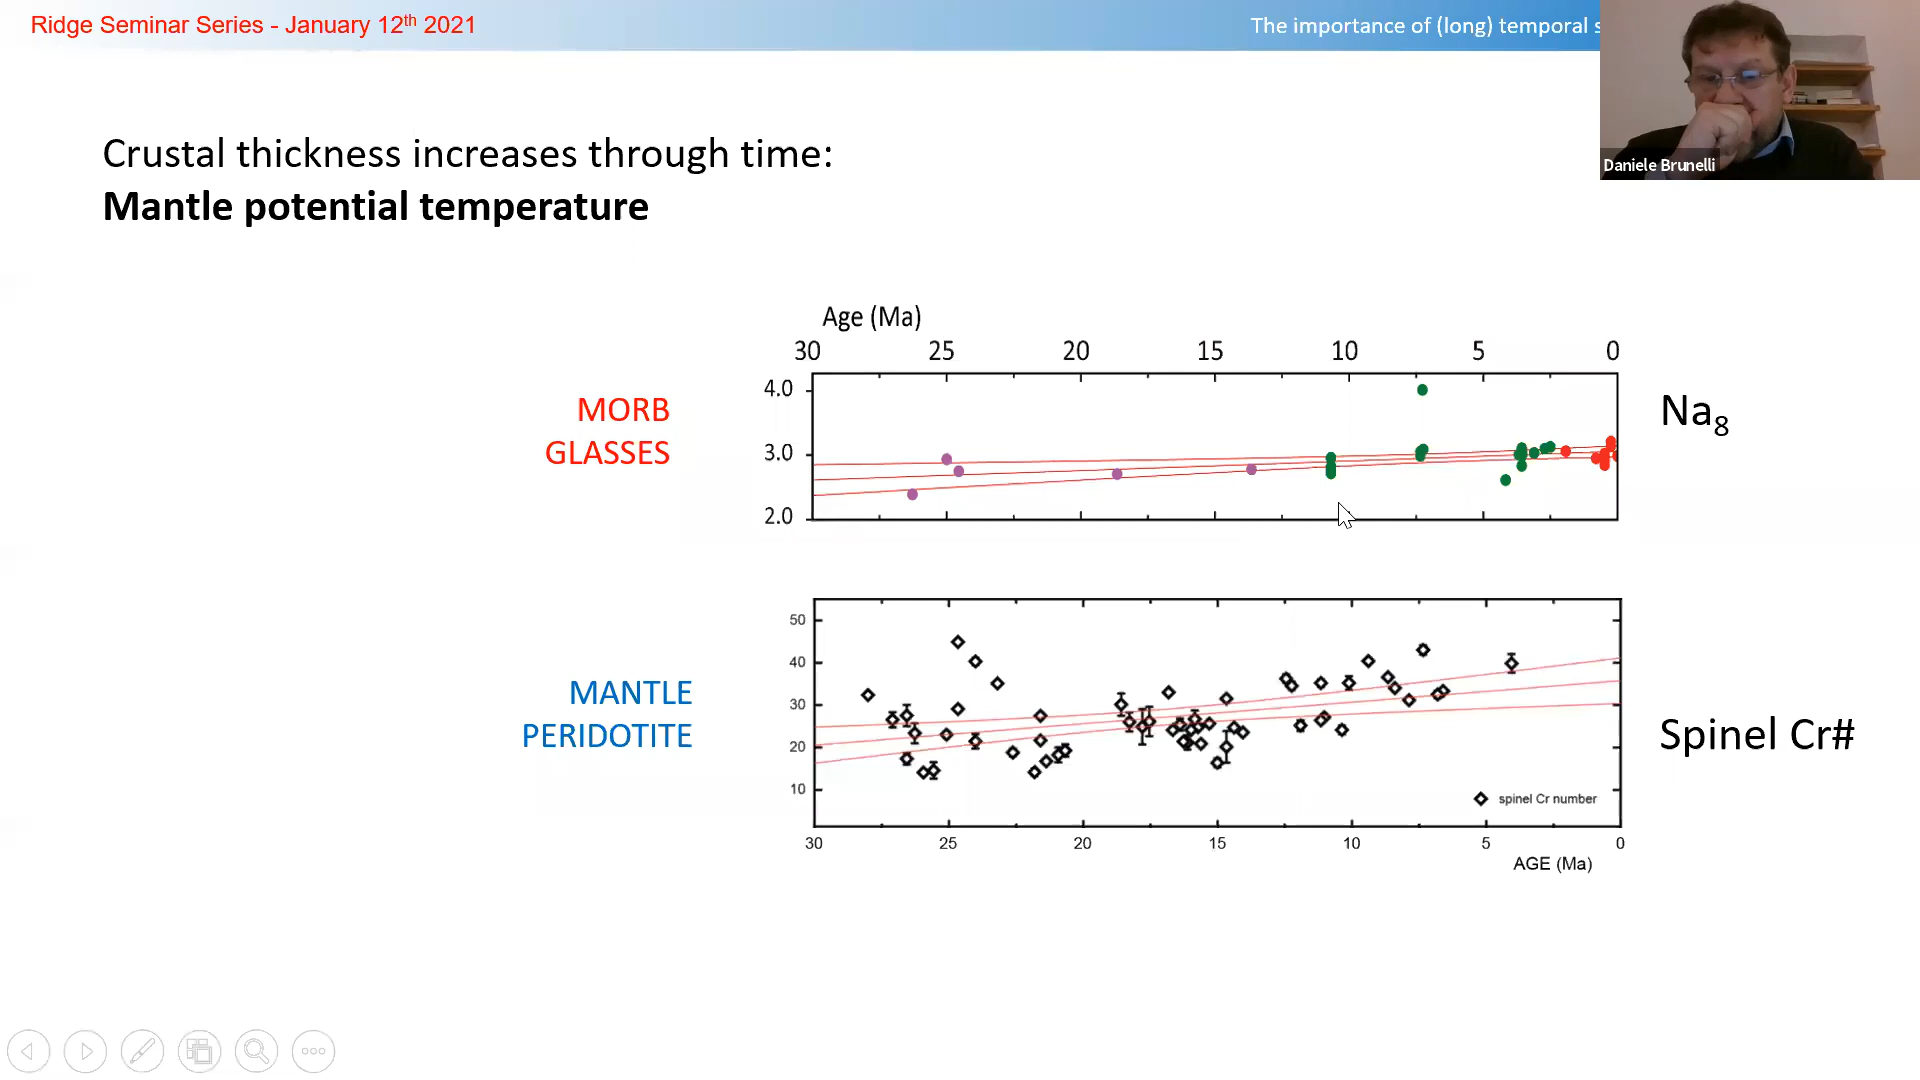 Ridge Seminar Series - January 12th 2021
The importance of (long) temporal s
Daniele Brunelli
Crustal thickness increases through time:
Mantle potential temperature
Age (Ma)
30 25 20 15 10 5 0
MORB
GLASSES
4.0
3.0
2.0
Na8
MANTLE
PERIDOTITE
50
40
30
20
10
spinel Cr number
Spinel Cr#
30 25 20 15 10 5 0
AGE (Ma)